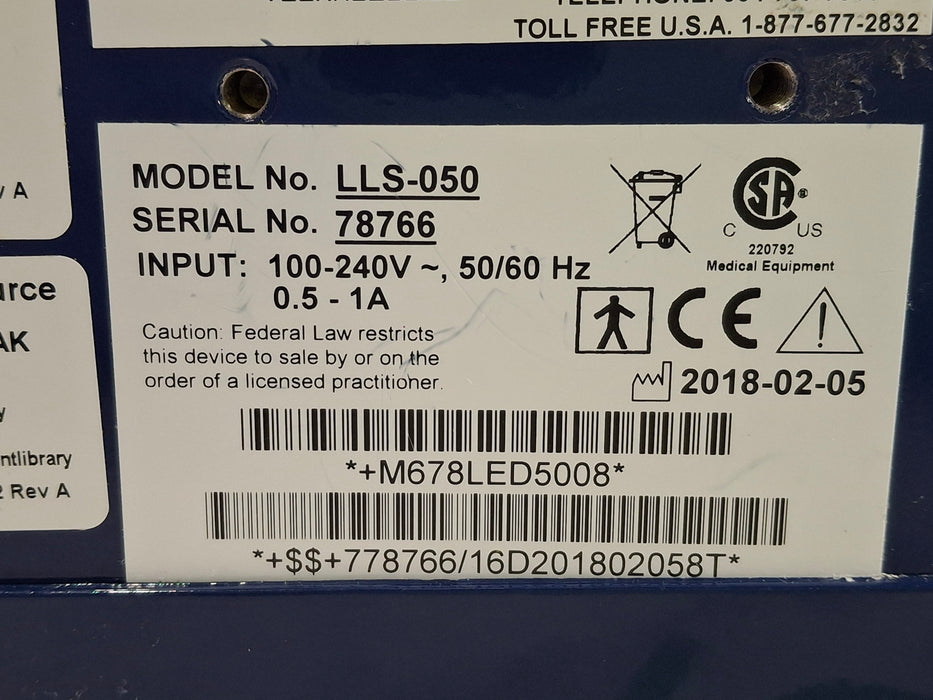 TOLL FREE U.S.A. 1-877-677-2832
MODEL No. LLS-050
SERIAL No. 78766
INPUT: 100-240V ~, 50/60 Hz
0.5 - 1A
Caution: Federal Law restricts
this device to sale by or on the
order of a licensed practitioner.
SA
C US
220792
Medical Equipment
CE
2018-02-05
*+M678LED5008*
*+$$+778766/16D201802058T*
A
AK
ntlibrary
Rev A